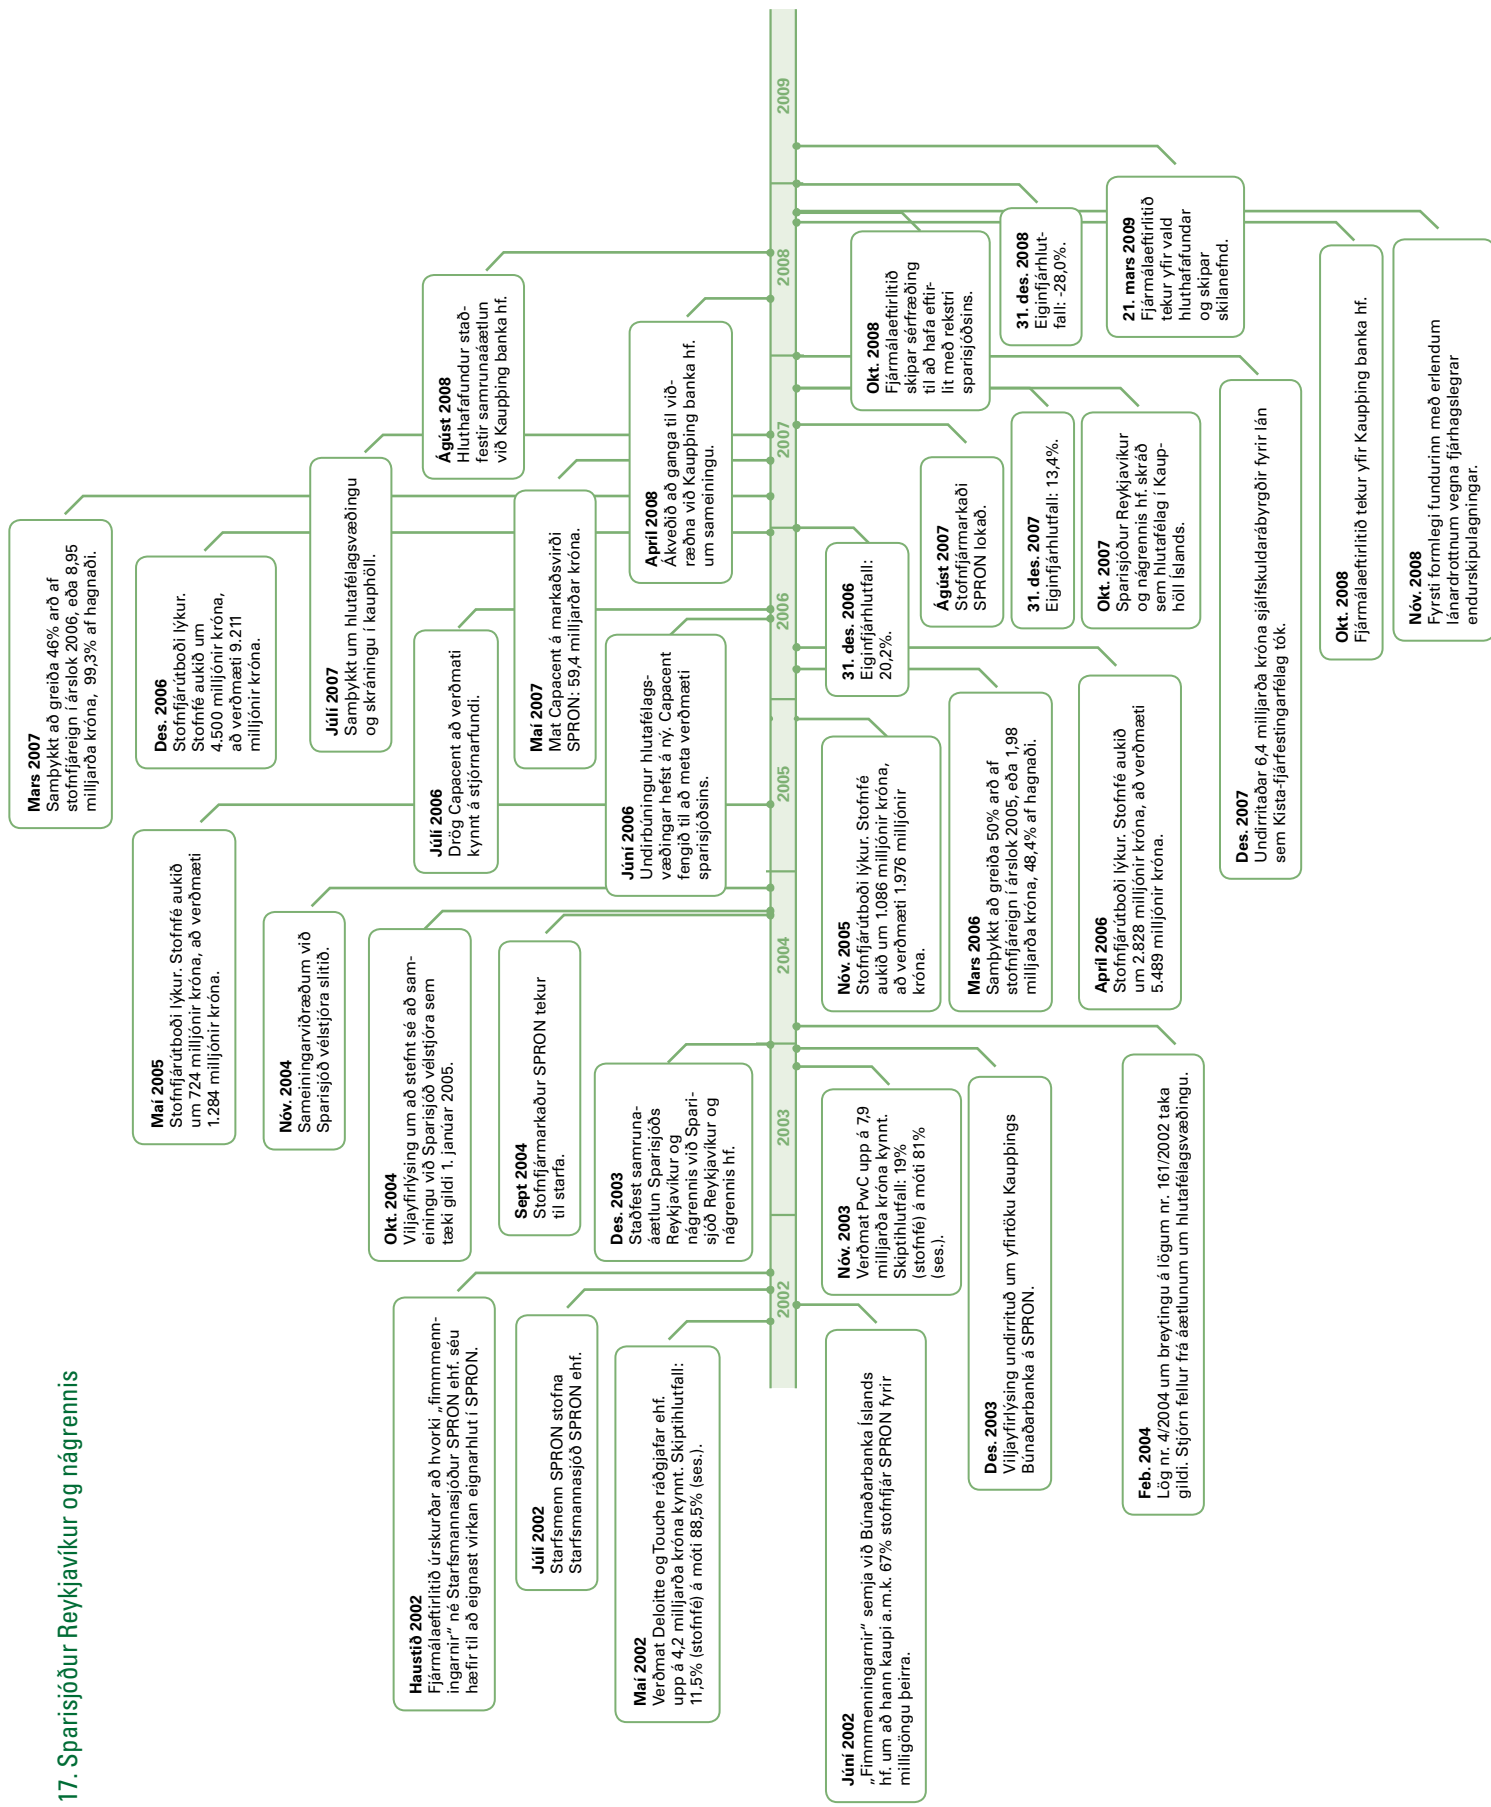 17. Sparisjóður Reykjavíkur og nágrennis
Mars 2007
Samþykkt að greiða 46% arð af
stofnfjáreign í árslok 2006, eða 8,95
milljarða króna, 99,3% af hagnaði.
Maí 2005
Stofnfjárútboði lýkur. Stofnfé aukið
um 724 milljónir króna, að verðmæti
1.284 milljónir króna.
Des. 2006
Stofnfjárútboði lýkur.
Stofnfé aukið um
4.500 milljónir króna,
að verðmæti 9.211
milljónir króna.
Nóv. 2004
Sameiningarviðræðum við
Sparisjóð vélstjóra slitið.
Júlí 2007
Samþykkt um hlutafélagsvæðingu
og skráningu í kauphöll.
Okt. 2004
Viljayfirlýsing um að stefnt sé að sam-
einingu við Sparisjóð vélstjóra sem
tæki gildi 1. janúar 2005.
Haustið 2002
Fjármálaeftirlitið úrskurðar að hvorki „fimmmenn-
ingarnir“ né Starfsmannasjóður SPRON ehf. séu
hæfir til að eignast virkan eignarhlut í SPRON.
Júlí 2006
Drög Capacent að verðmati
kynnt á stjórnarfundi.
Ágúst 2008
Hluthafafundur stað-
festir samrunaáætlun
við Kaupþing banka hf.
Sept 2004
Stofnfjármarkaður SPRON tekur
til starfa.
Júlí 2002
Starfsmenn SPRON stofna
Starfsmannasjóð SPRON ehf.
Maí 2007
Mat Capacent á markaðsvirði
SPRON: 59,4 milljarðar króna.
Des. 2003
Staðfest samruna-
áætlun Sparisjóðs
Reykjavíkur og
nágrennis við Spari-
sjóð Reykjavíkur og
nágrennis hf.
Júní 2006
Undirbúningur hlutafélags-
væðingar hefst á ný. Capacent
fengið til að meta verðmæti
sparisjóðsins.
Maí 2002
Verðmat Deloitte og Touche ráðgjafar ehf.
upp á 4,2 milljarða króna kynnt. Skiptihlutfall:
11,5% (stofnfé) á móti 88,5% (ses.).
Apríl 2008
Ákveðið að ganga til við-
ræðna við Kaupþing banka hf.
um sameiningu.
2002
2003
2004
2005
2006
2007
2008
2009
Júní 2002
„Fimmmenningarnir“ semja við Búnaðarbanka Íslands
hf. um að hann kaupi a.m.k. 67% stofnfjár SPRON fyrir
milligöngu þeirra.
Nóv. 2003
Verðmat PwC upp á 7,9
milljarða króna kynnt.
Skiptihlutfall: 19%
(stofnfé) á móti 81%
(ses.).
Nóv. 2005
Stofnfjárútboði lýkur. Stofnfé
aukið um 1.086 milljónir króna,
að verðmæti 1.976 milljónir
króna.
31. des. 2006
Eiginfjárhlutfall:
20,2%.
Okt. 2008
Fjármálaeftirlitið
skipar sérfræðing
til að hafa eftir-
lit með rekstri
sparisjóðsins.
Ágúst 2007
Stofnfjármarkaði
SPRON lokað.
Mars 2006
Samþykkt að greiða 50% arð af
stofnfjáreign í árslok 2005, eða 1,98
milljarða króna, 48,4% af hagnaði.
Des. 2003
Viljayfirlýsing undirrituð um yfirtöku Kaupþings
Búnaðarbanka á SPRON.
31. des. 2008
Eiginfjárhlut-
fall: -28,0%.
31. des. 2007
Eiginfjárhlutfall: 13,4%.
Okt. 2007
Sparisjóður Reykjavíkur
og nágrennis hf. skráð
sem hlutafélag í Kaup-
höll Íslands.
Apríl 2006
Stofnfjárútboði lýkur. Stofnfé aukið
um 2.828 milljónir króna, að verðmæti
5.489 milljónir króna.
21. mars 2009
Fjármálaeftirlitið
tekur yfir vald
hluthafafundar
og skipar
skilanefnd.
Feb. 2004
Lög nr. 4/2004 um breytingu á lögum nr. 161/2002 taka
gildi. Stjórn fellur frá áætlunum um hlutafélagsvæðingu.
Des. 2007
Undirritaðar 6,4 milljarða króna sjálfskuldarábyrgðir fyrir lán
sem Kista-fjárfestingarfélag tók.
Okt. 2008
Fjármálaeftirlitið tekur yfir Kaupþing banka hf.
Nóv. 2008
Fyrsti formlegi fundurinn með erlendum
lánardrottnum vegna fjárhagslegrar
endurskipulagningar.